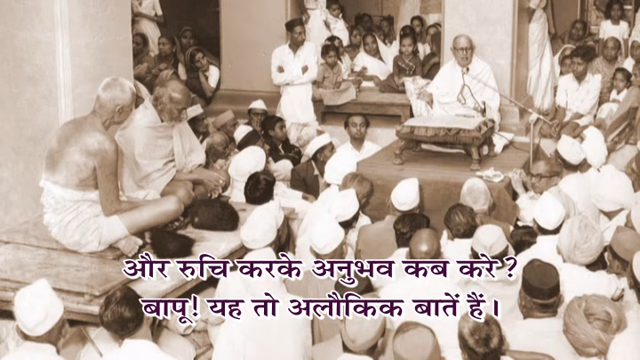 और रुचि करके अनुभव कब करे ?
बापू! यह तो अलौकिक बातें हैं।